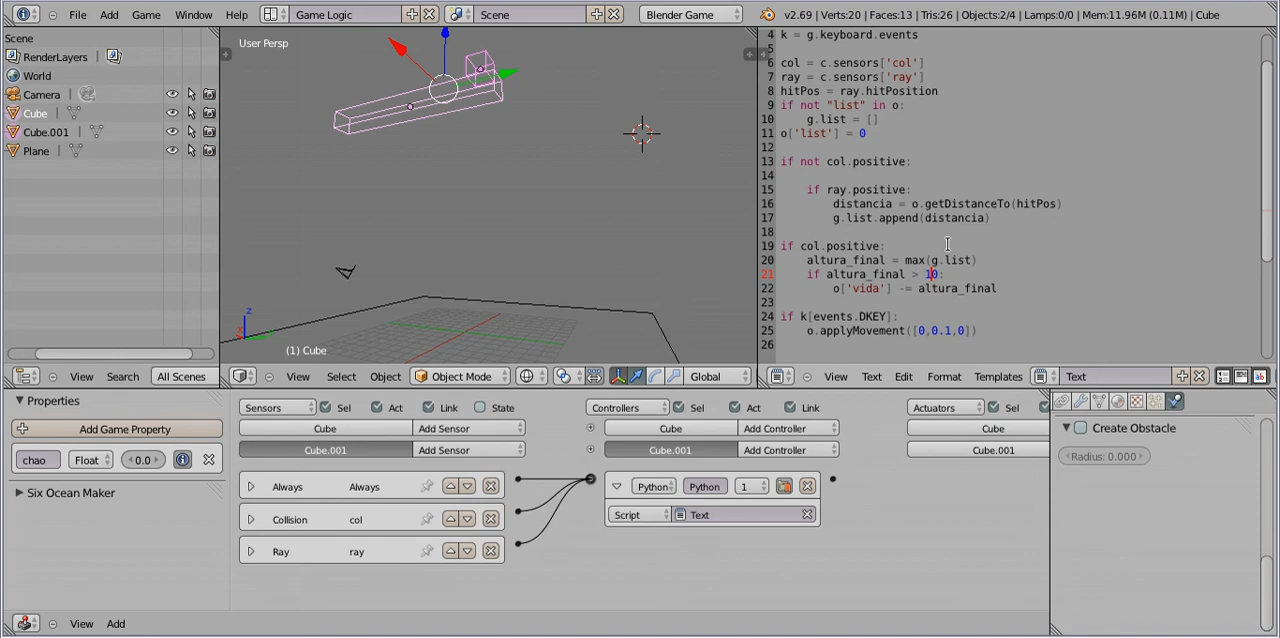 File Add Game Window Help Game Logic Scene Blender Game v2.69 | Verts:20 | Faces:13 | Tris:26 | Objects:2/4 | Lamps:0/0 | Mem:11.96M (0.11M) | Cube
Scene
RenderLayers |
World
Camera |
Cube |
Cube.001 |
Plane |
View Search All Scenes
User Persp
z
(1) Cube
View Select Object Object Mode Global
4 k = g.keyboard.events
5
6 col = c.sensors['col']
7 ray = c.sensors['ray']
8 hitPos = ray.hitPosition
9 if not "list" in o:
10 g.list = []
11 o['list'] = 0
12
13 if not col.positive:
14
15 if ray.positive:
16 distancia = o.getDistanceTo(hitPos)
17 g.list.append(distancia)
18
19 if col.positive:
20 altura_final = max(g.list)
21 if altura_final > 10:
22 o['vida'] -= altura_final
23
24 if k[events.DKEY]:
25 o.applyMovement([0,0.1,0])
26
View Text Edit Format Templates Text
Properties
Add Game Property
chao Float 0.0
Six Ocean Maker
Sensors Sel Act Link State
Cube Add Sensor
Cube.001 Add Sensor
Always Always
Collision col
Ray ray
Controllers Sel Act Link
Cube Add Controller
Cube.001 Add Controller
Python Python 1
Script Text
Actuators Sel
Cube
Cube.001
Create Obstacle
Radius: 0.000
View Add